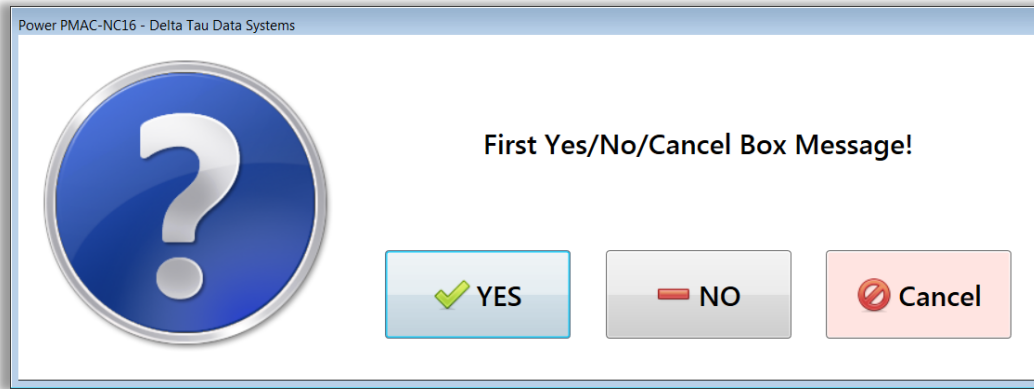 Power PMAC-NC16 - Delta Tau Data Systems
First Yes/No/Cancel Box Message!
YES
NO
Cancel